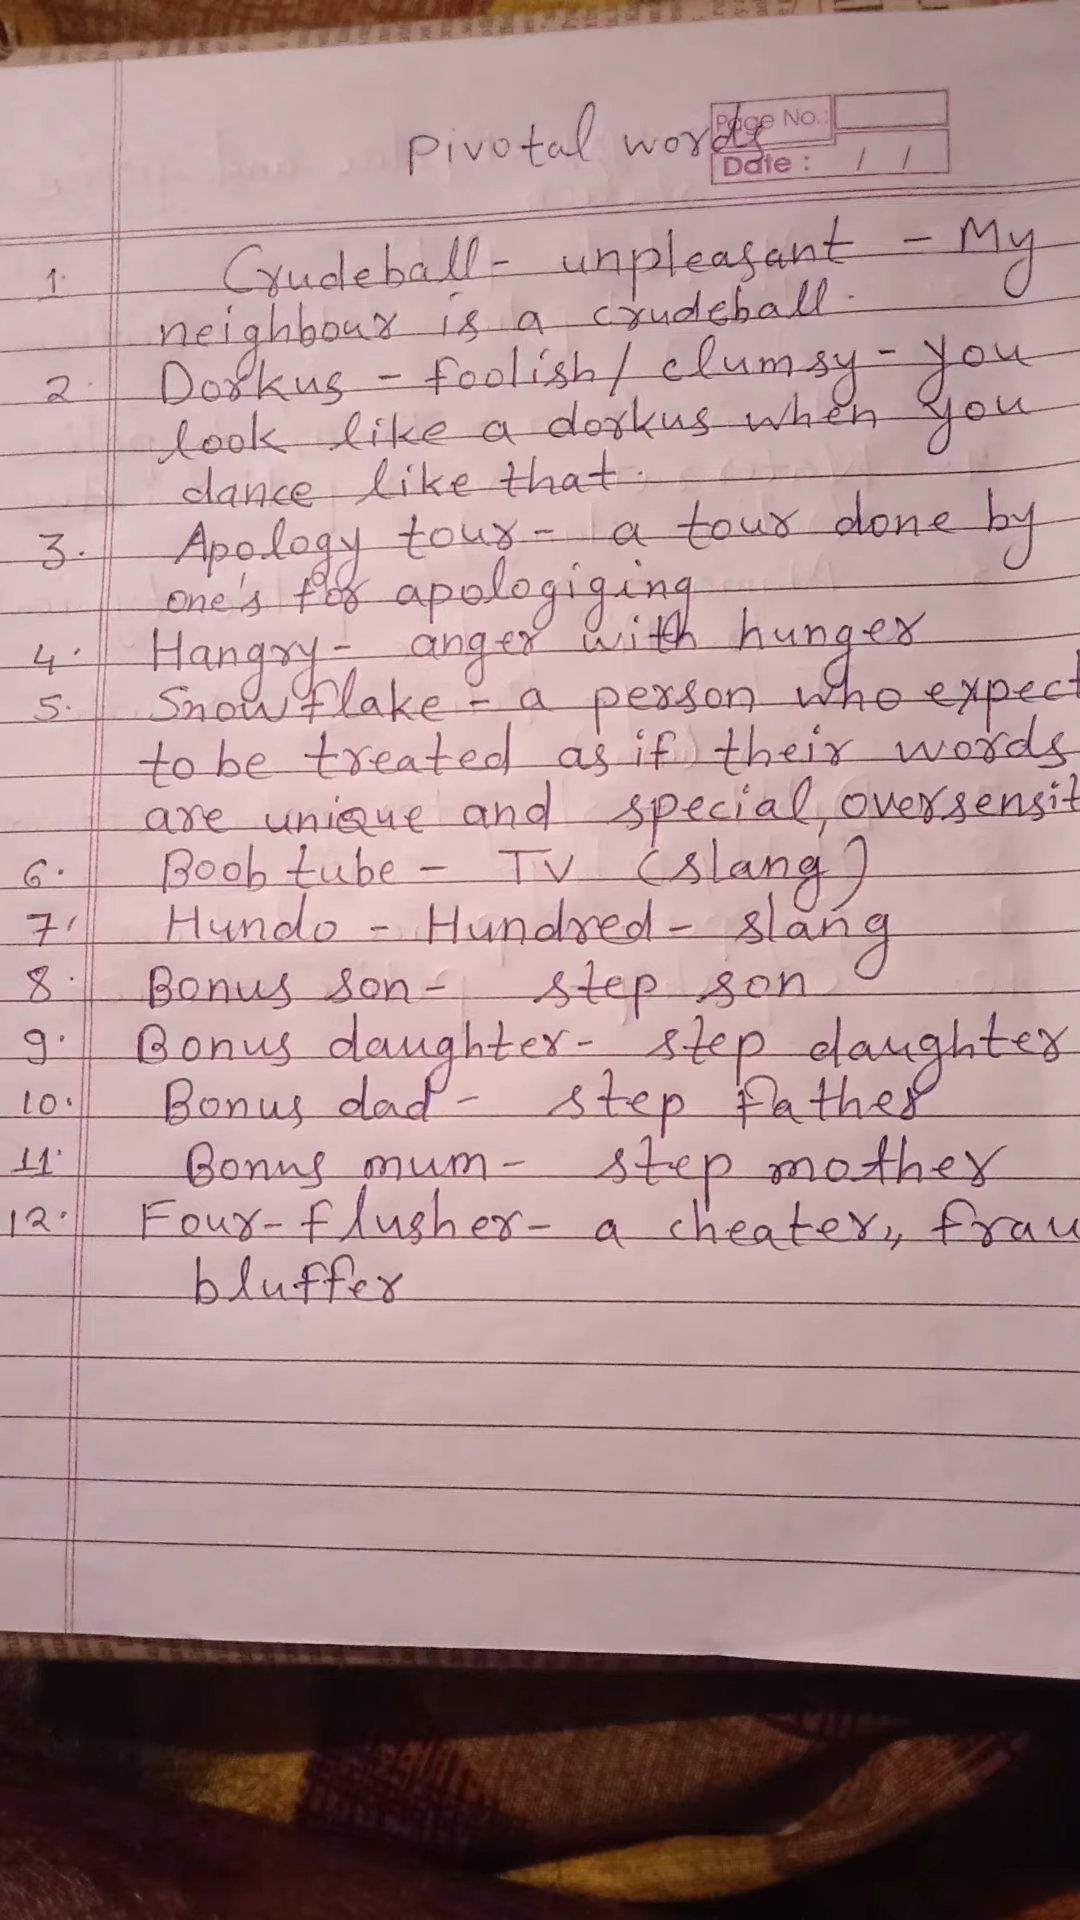 Pivotal words
Page No.:
Date : / /
1. Crudeball - unpleasant - My
neighbour is a crudeball.
2. Dorkus - foolish/ clumsy - you
look like a dorkus when you
dance like that.
3. Apology tour - a tour done by
one's for apologiging
4. Hangry - anger with hunger
5. Snowflake - a person who expect
to be treated as if their words
are unique and special, oversensit
6. Boob tube - TV (slang)
7. Hundo - Hundred - slang
8. Bonus son - step son
9. Bonus daughter - step daughter
10. Bonus dad - step father
11. Bonus mum - step mother
12. Four-flusher - a cheater,, frau
bluffer